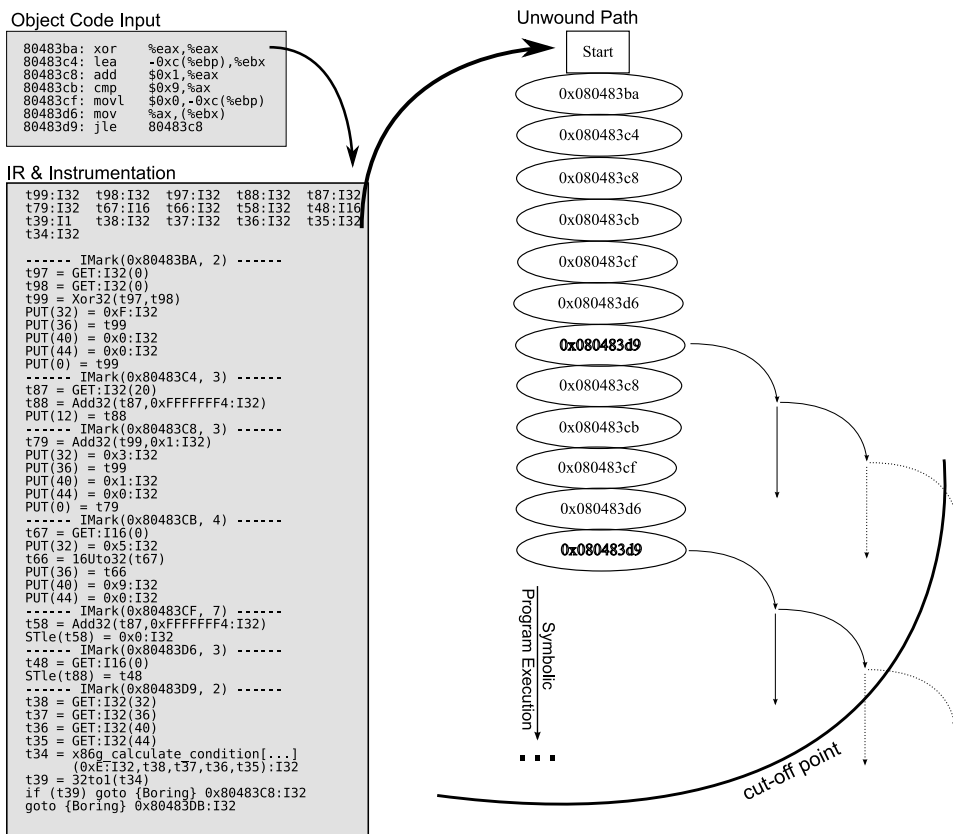 Object Code Input
80483ba: xor %eax,%eax
80483c4: lea -0xc(%ebp),%ebx
80483c8: add $0x1,%eax
80483cb: cmp $0x9,%ax
80483cf: movl $0x0,-0xc(%ebp)
80483d6: mov %ax,(%ebx)
80483d9: jle 80483c8
IR & Instrumentation
t99:I32 t98:I32 t97:I32 t88:I32 t87:I32
t79:I32 t67:I16 t66:I32 t58:I32 t48:I16
t39:I1 t38:I32 t37:I32 t36:I32 t35:I32
t34:I32
------ IMark(0x80483BA, 2) ------
t97 = GET:I32(0)
t98 = GET:I32(0)
t99 = Xor32(t97,t98)
PUT(32) = 0xF:I32
PUT(36) = t99
PUT(40) = 0x0:I32
PUT(44) = 0x0:I32
PUT(0) = t99
------ IMark(0x80483C4, 3) ------
t87 = GET:I32(20)
t88 = Add32(t87,0xFFFFFFF4:I32)
PUT(12) = t88
------ IMark(0x80483C8, 3) ------
t79 = Add32(t99,0x1:I32)
PUT(32) = 0x3:I32
PUT(36) = t99
PUT(40) = 0x1:I32
PUT(44) = 0x0:I32
PUT(0) = t79
------ IMark(0x80483CB, 4) ------
t67 = GET:I16(0)
PUT(32) = 0x5:I32
t66 = 16Uto32(t67)
PUT(36) = t66
PUT(40) = 0x9:I32
PUT(44) = 0x0:I32
------ IMark(0x80483CF, 7) ------
t58 = Add32(t87,0xFFFFFFF4:I32)
STle(t58) = 0x0:I32
------ IMark(0x80483D6, 3) ------
t48 = GET:I16(0)
STle(t88) = t48
------ IMark(0x80483D9, 2) ------
t38 = GET:I32(32)
t37 = GET:I32(36)
t36 = GET:I32(40)
t35 = GET:I32(44)
t34 = x86g_calculate_condition[...]
(0xE:I32,t38,t37,t36,t35):I32
t39 = 32to1(t34)
if (t39) goto {Boring} 0x80483C8:I32
goto {Boring} 0x80483DB:I32
Unwound Path
Start
0x080483ba
0x080483c4
0x080483c8
0x080483cb
0x080483cf
0x080483d6
0x080483d9
0x080483c8
0x080483cb
0x080483cf
0x080483d6
0x080483d9
Symbolic
Program Execution
cut-off point